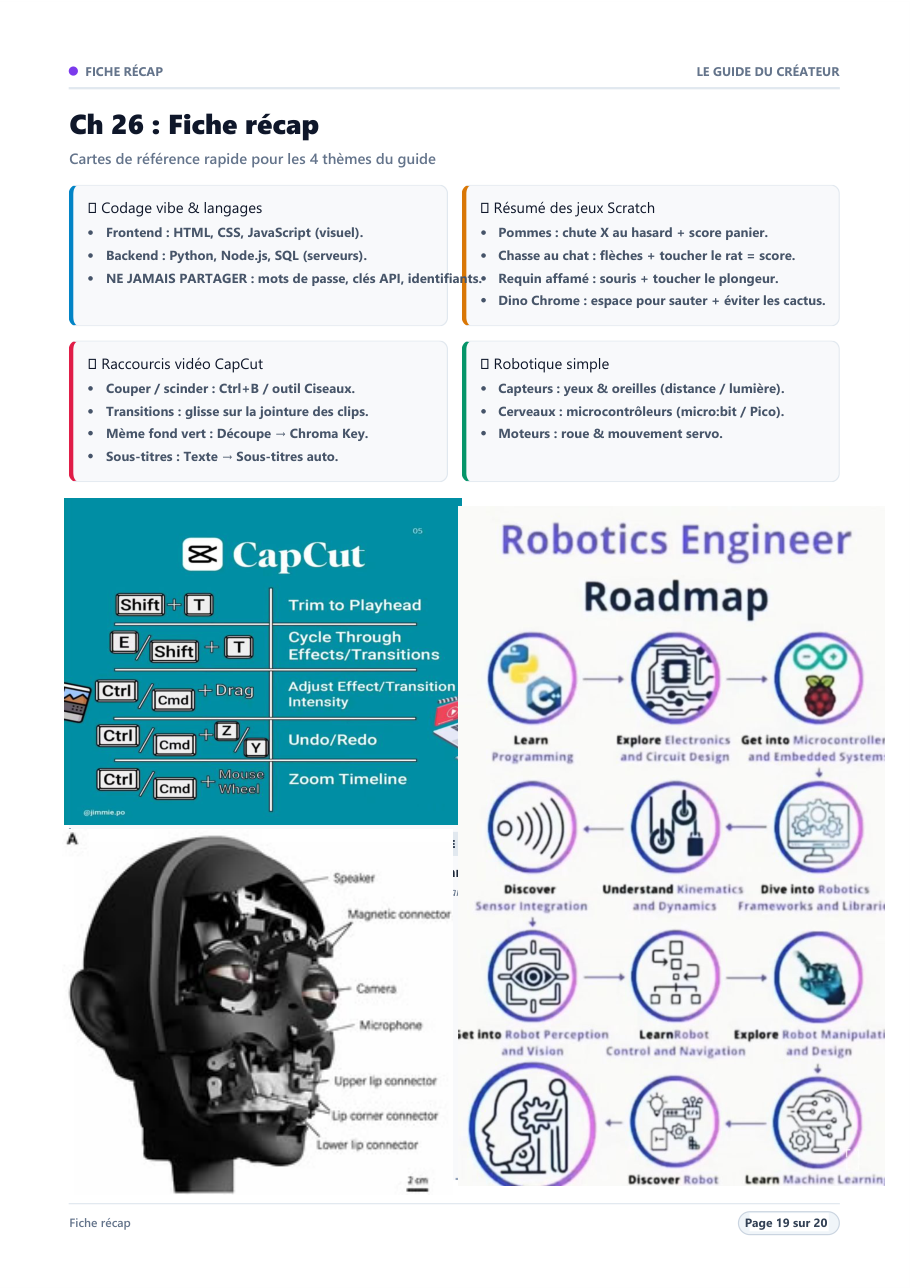 FICHE RÉCAP
LE GUIDE DU CRÉATEUR
Ch 26 : Fiche récap
Cartes de référence rapide pour les 4 thèmes du guide
Codage vibe & langages
• Frontend : HTML, CSS, JavaScript (visuel).
• Backend : Python, Node.js, SQL (serveurs).
• NE JAMAIS PARTAGER : mots de passe, clés API, identifiants.
Résumé des jeux Scratch
• Pommes : chute X au hasard + score panier.
• Chasse au chat : flèches + toucher le rat = score.
• Requin affamé : souris + toucher le plongeur.
• Dino Chrome : espace pour sauter + éviter les cactus.
Raccourcis vidéo CapCut
• Couper / scinder : Ctrl+B / outil Ciseaux.
• Transitions : glisse sur la jointure des clips.
• Mème fond vert : Découpe → Chroma Key.
• Sous-titres : Texte → Sous-titres auto.
Robotique simple
• Capteurs : yeux & oreilles (distance / lumière).
• Cerveaux : microcontrôleurs (micro:bit / Pico).
• Moteurs : roue & mouvement servo.
05
CapCut
Shift + T Trim to Playhead
E / Shift + T Cycle Through
Effects/Transitions
Ctrl / Cmd + Drag Adjust Effect/Transition
Intensity
Ctrl / Cmd + Z / Y Undo/Redo
Ctrl / Cmd + Mouse Wheel Zoom Timeline
@jimmie.po
Robotics Engineer
Roadmap
Learn
Programming
Explore Electronics
and Circuit Design
Get into Microcontroller
and Embedded Systems
Discover
Sensor Integration
Understand Kinematics
and Dynamics
Dive into Robotics
Frameworks and Librarie
Get into Robot Perception
and Vision
LearnRobot
Control and Navigation
Explore Robot Manipulati
and Design
Discover Robot
Learn Machine Learning
A
Speaker
Magnetic connector
Camera
Microphone
Upper lip connector
Lip corner connector
Lower lip connector
2 cm
Fiche récap
Page 19 sur 20